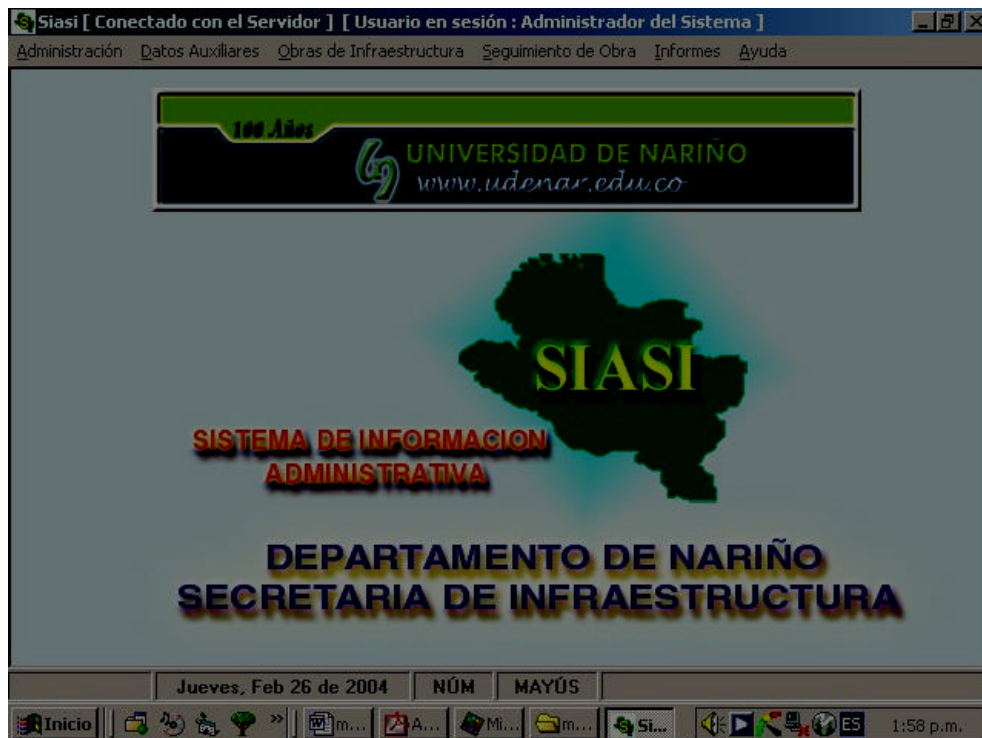 Siasi [ Conectado con el Servidor ] [ Usuario en sesión : Administrador del Sistema ]
Administración Datos Auxiliares Obras de Infraestructura Seguimiento de Obra Informes Ayuda
100 Años
UNIVERSIDAD DE NARIÑO
www.udenar.edu.co
SIASI
SISTEMA DE INFORMACION
ADMINISTRATIVA
DEPARTAMENTO DE NARIÑO
SECRETARIA DE INFRAESTRUCTURA
Jueves, Feb 26 de 2004 NÚM MAYÚS
Inicio » m... A... Mi... m... Si... ES 1:58 p.m.